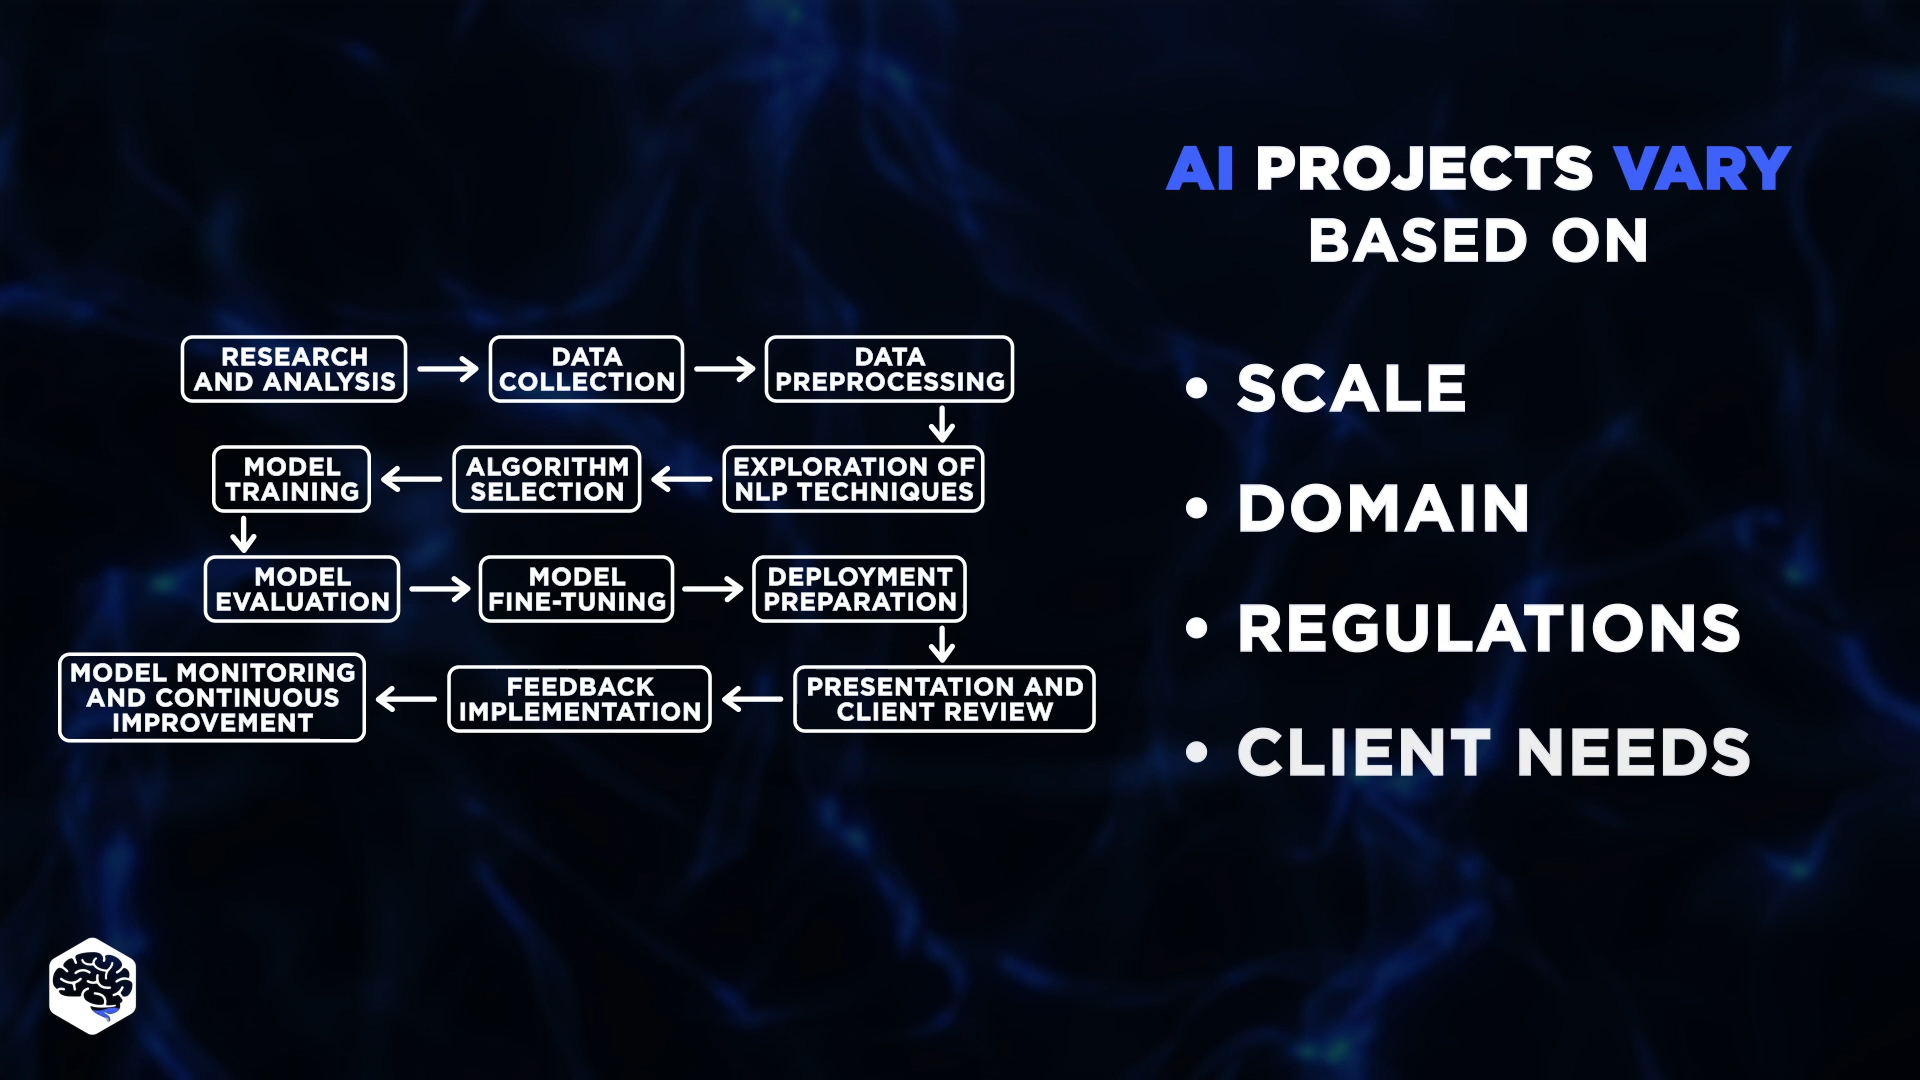 AI PROJECTS VARY
BASED ON
• SCALE
• DOMAIN
• REGULATIONS
• CLIENT NEEDS
RESEARCH
AND ANALYSIS
DATA
COLLECTION
DATA
PREPROCESSING
EXPLORATION OF
NLP TECHNIQUES
ALGORITHM
SELECTION
MODEL
TRAINING
MODEL
EVALUATION
MODEL
FINE-TUNING
DEPLOYMENT
PREPARATION
PRESENTATION AND
CLIENT REVIEW
FEEDBACK
IMPLEMENTATION
MODEL MONITORING
AND CONTINUOUS
IMPROVEMENT